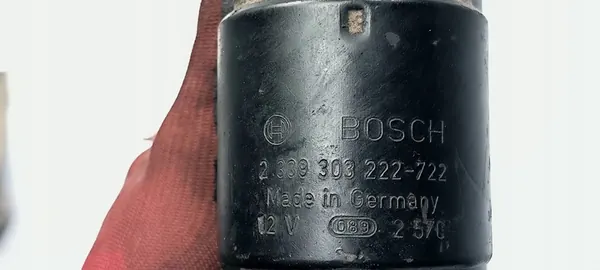 BOSCH
2 339 303 222-722
Made in Germany
12 V 089 2 570